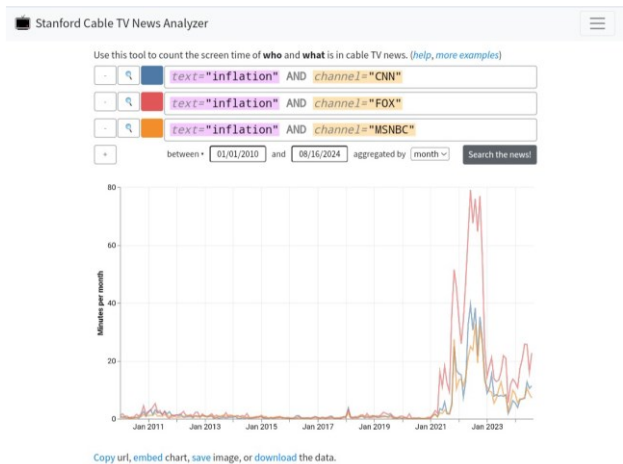 Stanford Cable TV News Analyzer
Use this tool to count the screen time of who and what is in cable TV news. (help, more examples)
- text="inflation" AND channel="CNN"
- text="inflation" AND channel="FOX"
- text="inflation" AND channel="MSNBC"
+ between • 01/01/2010 and 08/16/2024 aggregated by month Search the news!
80
60
40
20
0
Minutes per month
Jan 2011 Jan 2013 Jan 2015 Jan 2017 Jan 2019 Jan 2021 Jan 2023
Copy url, embed chart, save image, or download the data.